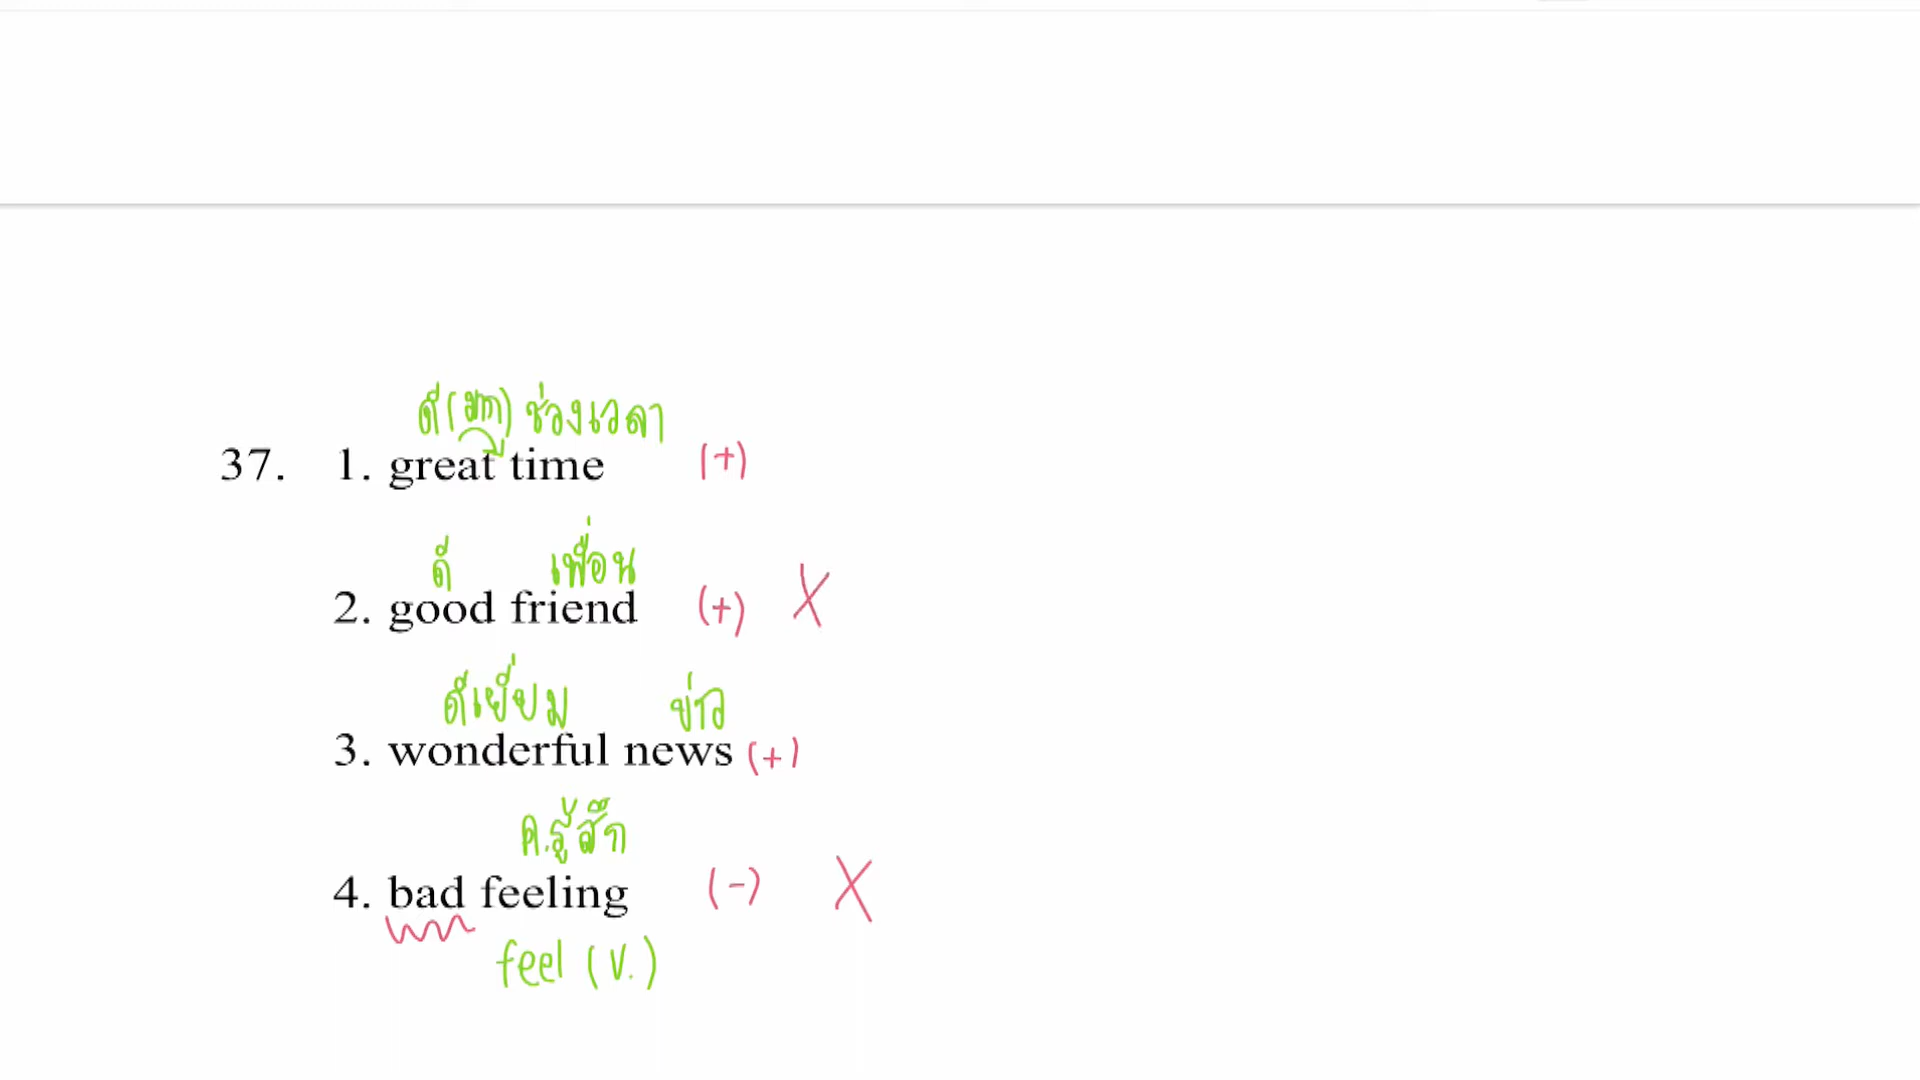 ดี (มาก) ช่วงเวลา
37. 1. great time (+)
ดี เพื่อน
2. good friend (+) X
ดีเยี่ยม ข่าว
3. wonderful news (+)
ค.รู้สึก
4. bad feeling (-) X
feel (v.)